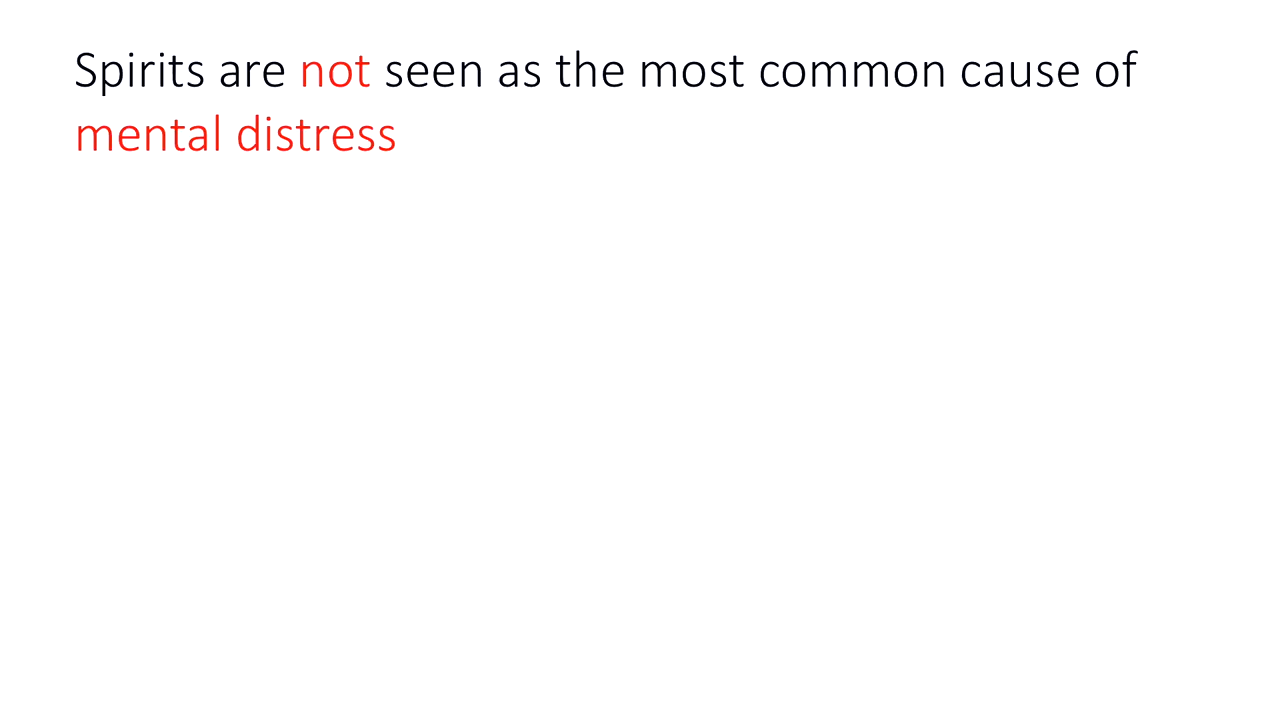 Spirits are not seen as the most common cause of
mental distress